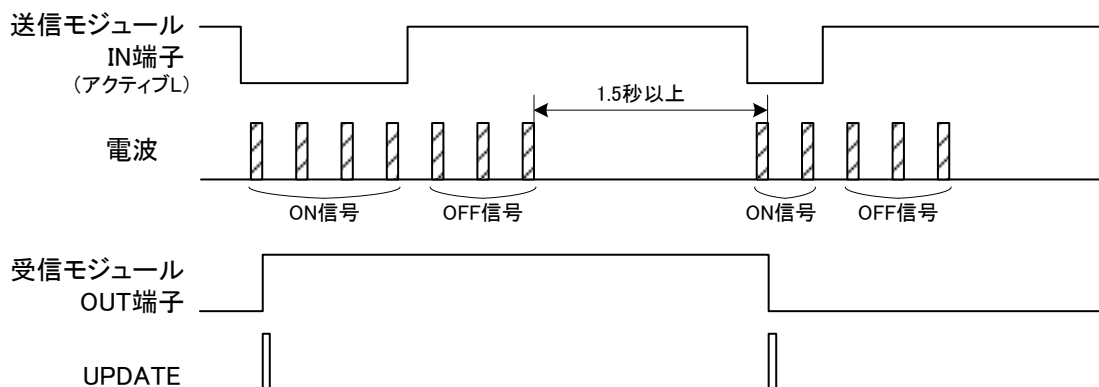 送信モジュール
IN端子
(アクティブL)
1.5秒以上
電波
ON信号
OFF信号
ON信号
OFF信号
受信モジュール
OUT端子
UPDATE